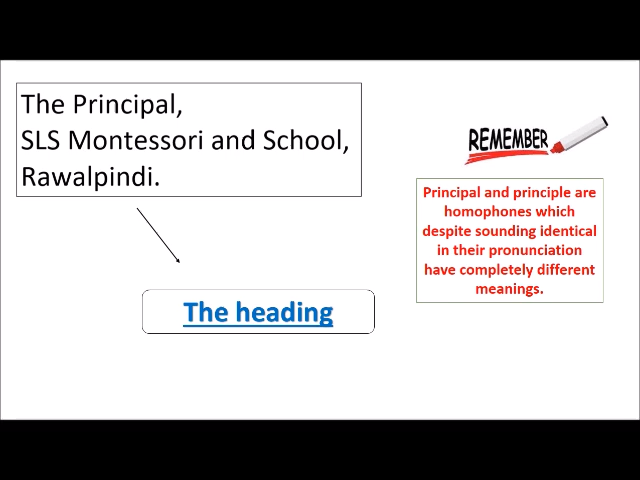 The Principal,
SLS Montessori and School,
Rawalpindi.
REMEMBER
Principal and principle are
homophones which
despite sounding identical
in their pronunciation
have completely different
meanings.
The heading